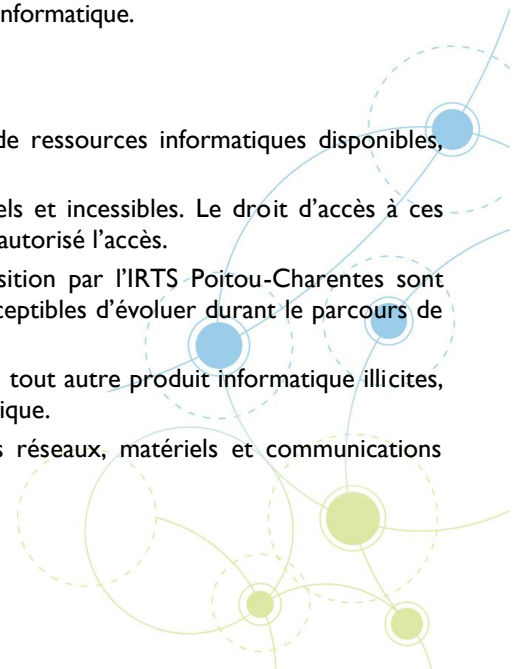 informatique.
de ressources informatiques disponibles,
els et incessibles. Le droit d'accès à ces
autorisé l'accès.
sition par l'IRTS Poitou-Charentes sont
ceptibles d'évoluer durant le parcours de
tout autre produit informatique illicites,
ique.
s réseaux, matériels et communications